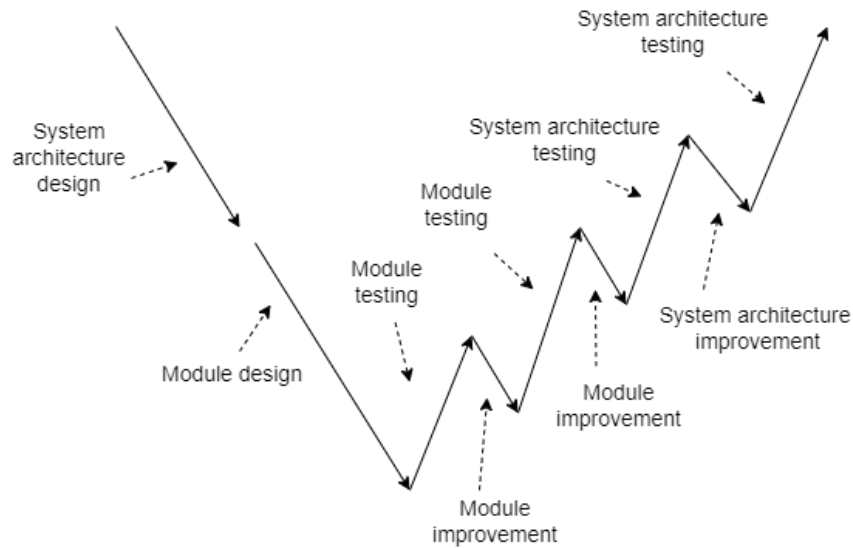 System architecture
testing
System architecture
testing
System
architecture
design
Module
testing
Module
testing
System architecture
improvement
Module design
Module
improvement
Module
improvement